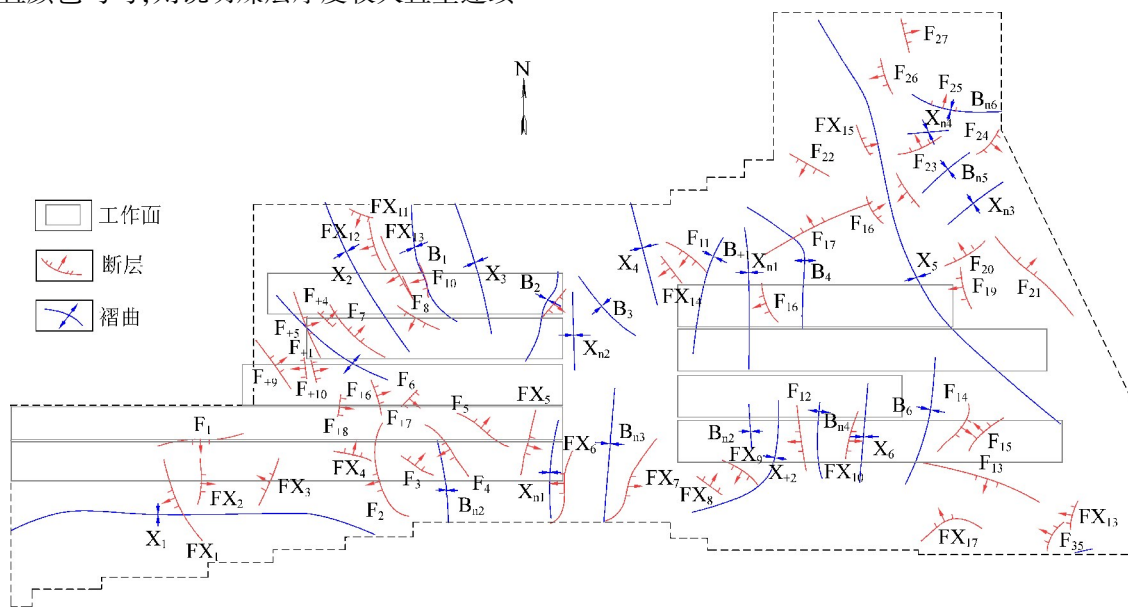 F₂₇
F₂₆
F₂₅
Bₙ₆
Xₙ₄
F₂₄
FX₁₅
F₂₂
F₂₃
Bₙ₅
Xₙ₃
N
工作面
断层
褶曲
FX₁₁
FX₁₂
FX₁₃
B₁
X₂
F₁₀
X₃
X₄
F₁₁
B₊₁
Xₙ₁
F₁₇
F₁₆
B₄
X₅
F₂₀
F₁₉
F₂₁
FX₁₄
F₁₆
B₂
B₃
F₊₄
F₇
F₈
F₊₅
F₊₁
Xₙ₂
F₊₉
F₊₁₀
F₊₆
F₆
F₊₈
F₊₇
F₅
FX₅
F₁₂
Bₙ₄
B₆
F₁₄
F₁
FX₆
Bₙ₃
Bₙ₂
F₁₅
FX₄
F₃
F₄
FX₉
X₊₂
FX₁₀
X₆
F₁₃
FX₂
FX₃
Bₙ₂
Xₙ₁
FX₇
FX₈
F₂
X₁
FX₁
FX₁₇
FX₁₃
F₃₅